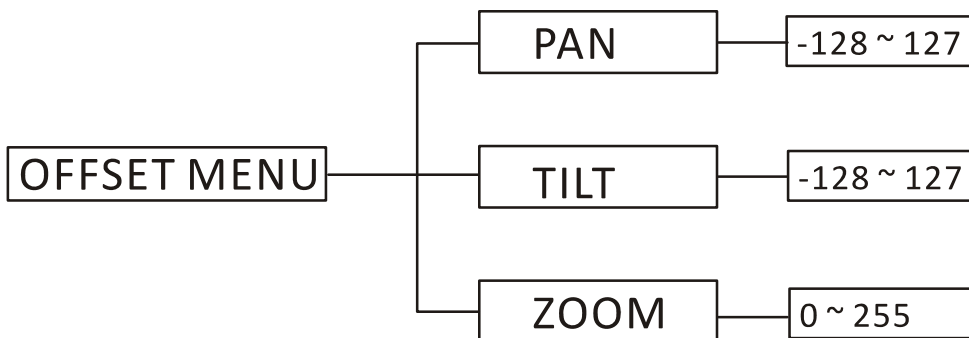 PAN
-128 ~ 127
OFFSET MENU
TILT
-128 ~ 127
ZOOM
0 ~ 255